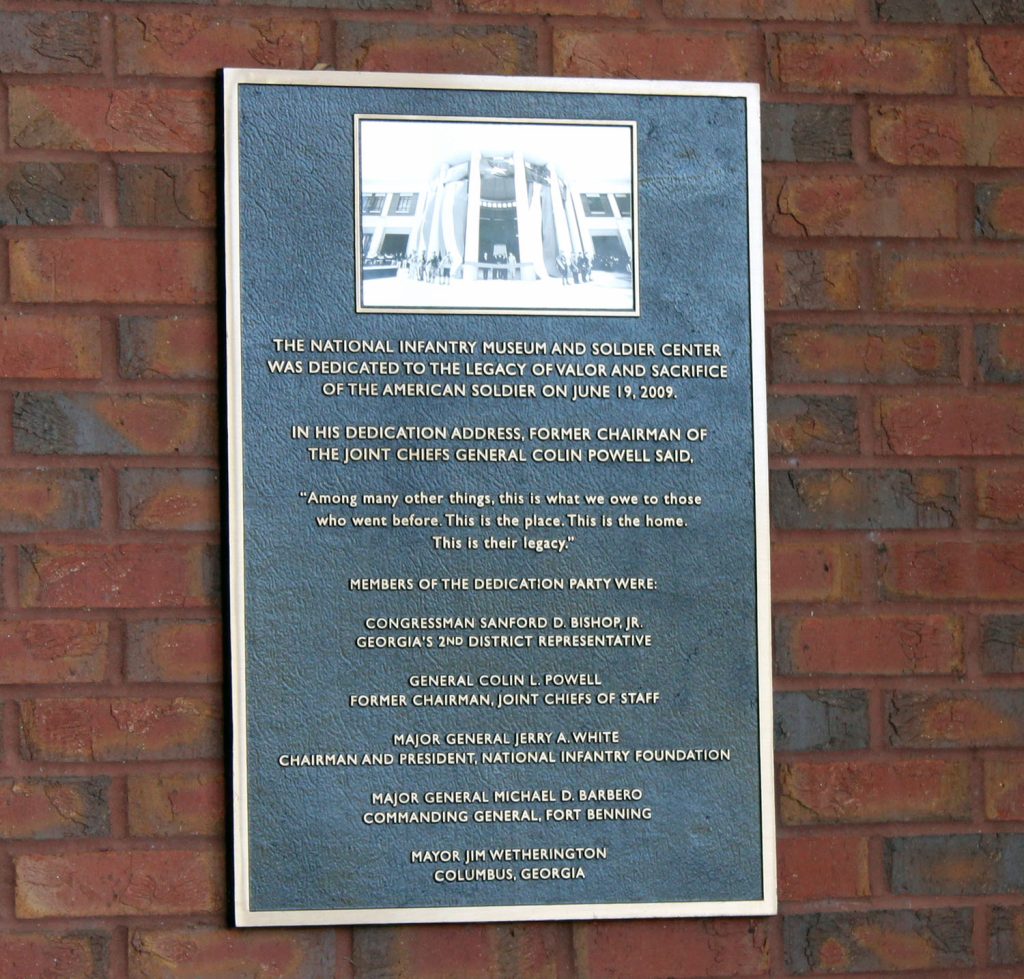 THE NATIONAL INFANTRY MUSEUM AND SOLDIER CENTER
WAS DEDICATED TO THE LEGACY OF VALOR AND SACRIFICE
OF THE AMERICAN SOLDIER ON JUNE 19, 2009.
IN HIS DEDICATION ADDRESS, FORMER CHAIRMAN OF
THE JOINT CHIEFS GENERAL COLIN POWELL SAID,
“Among many other things, this is what we owe to those
who went before. This is the place. This is the home.
This is their legacy.”
MEMBERS OF THE DEDICATION PARTY WERE:
CONGRESSMAN SANFORD D. BISHOP, JR.
GEORGIA'S 2ND DISTRICT REPRESENTATIVE
GENERAL COLIN L. POWELL
FORMER CHAIRMAN, JOINT CHIEFS OF STAFF
MAJOR GENERAL JERRY A. WHITE
CHAIRMAN AND PRESIDENT, NATIONAL INFANTRY FOUNDATION
MAJOR GENERAL MICHAEL D. BARBERO
COMMANDING GENERAL, FORT BENNING
MAYOR JIM WETHERINGTON
COLUMBUS, GEORGIA